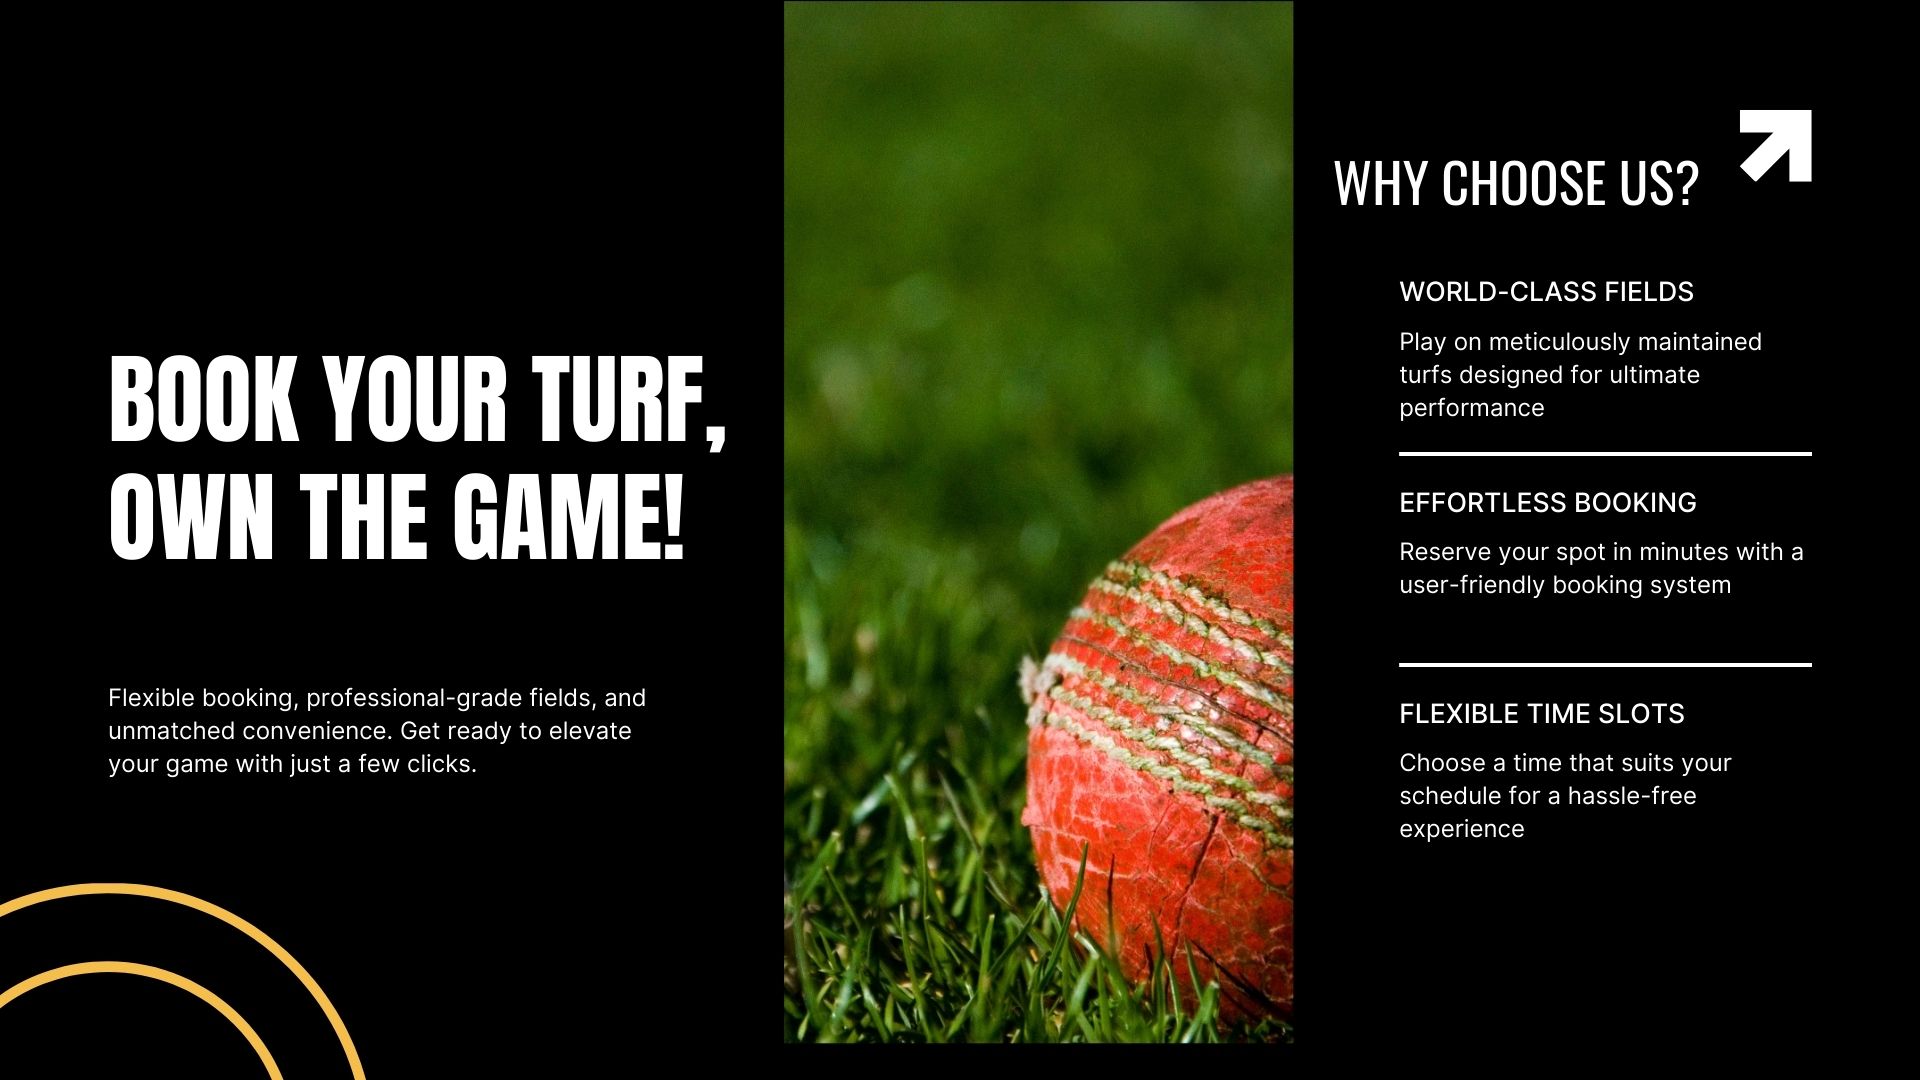 BOOK YOUR TURF,
OWN THE GAME!
Flexible booking, professional-grade fields, and
unmatched convenience. Get ready to elevate
your game with just a few clicks.
WHY CHOOSE US?
WORLD-CLASS FIELDS
Play on meticulously maintained
turfs designed for ultimate
performance
EFFORTLESS BOOKING
Reserve your spot in minutes with a
user-friendly booking system
FLEXIBLE TIME SLOTS
Choose a time that suits your
schedule for a hassle-free
experience